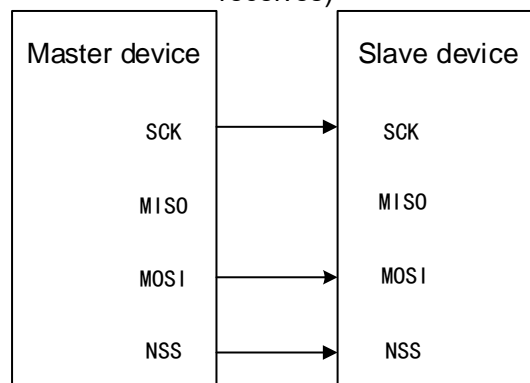 Master device Slave device
SCK SCK
MISO MISO
MOSI MOSI
NSS NSS